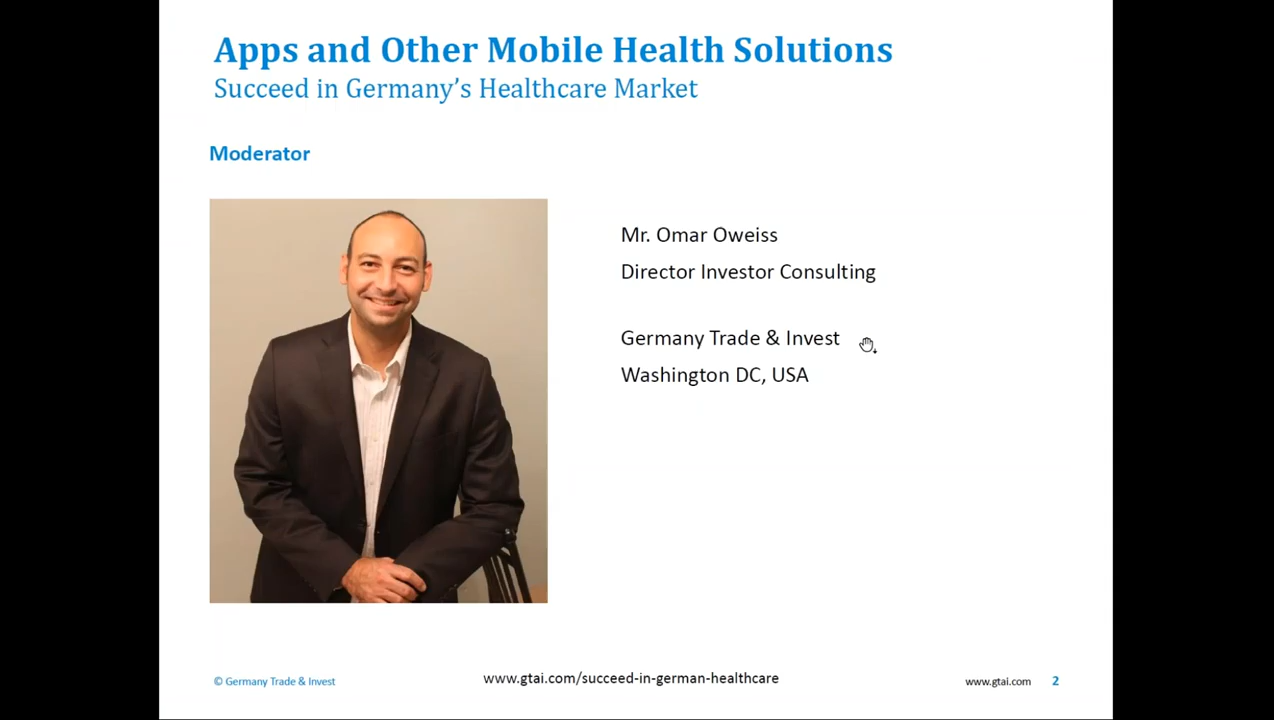 Apps and Other Mobile Health Solutions
Succeed in Germany’s Healthcare Market
Moderator
Mr. Omar Oweiss
Director Investor Consulting
Germany Trade & Invest
Washington DC, USA
© Germany Trade & Invest
www.gtai.com/succeed-in-german-healthcare
www.gtai.com
2